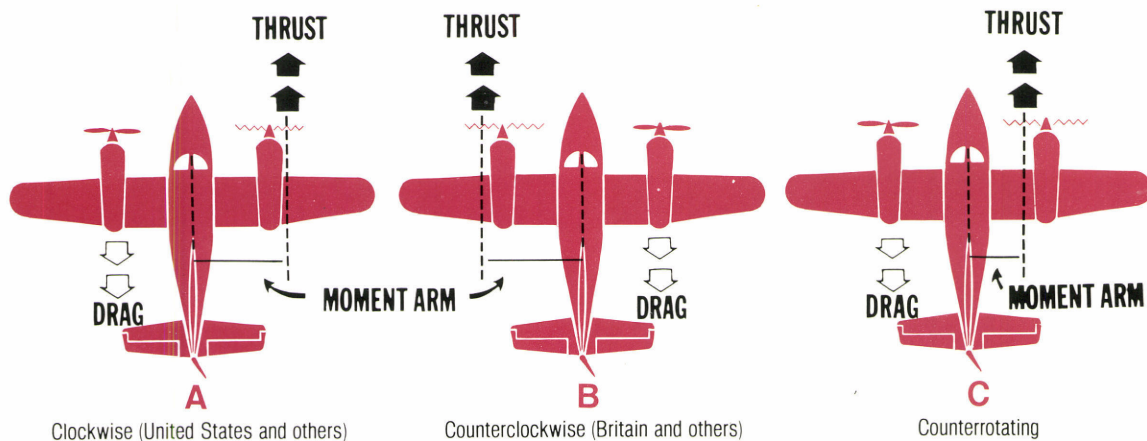 THRUST
THRUST
THRUST
DRAG
MOMENT ARM
DRAG
DRAG
MOMENT ARM
A
B
C
Clockwise (United States and others)
Counterclockwise (Britain and others)
Counterrotating